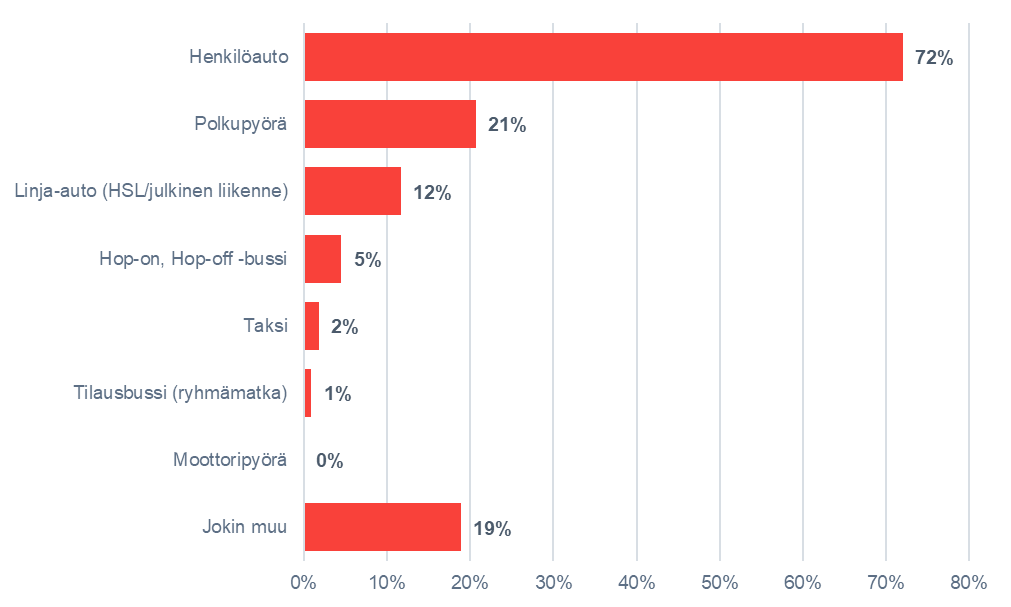 Henkilöauto 72%
Polkupyörä 21%
Linja-auto (HSL/julkinen liikenne) 12%
Hop-on, Hop-off -bussi 5%
Taksi 2%
Tilausbussi (ryhmämatka) 1%
Moottoripyörä 0%
Jokin muu 19%
0% 10% 20% 30% 40% 50% 60% 70% 80%